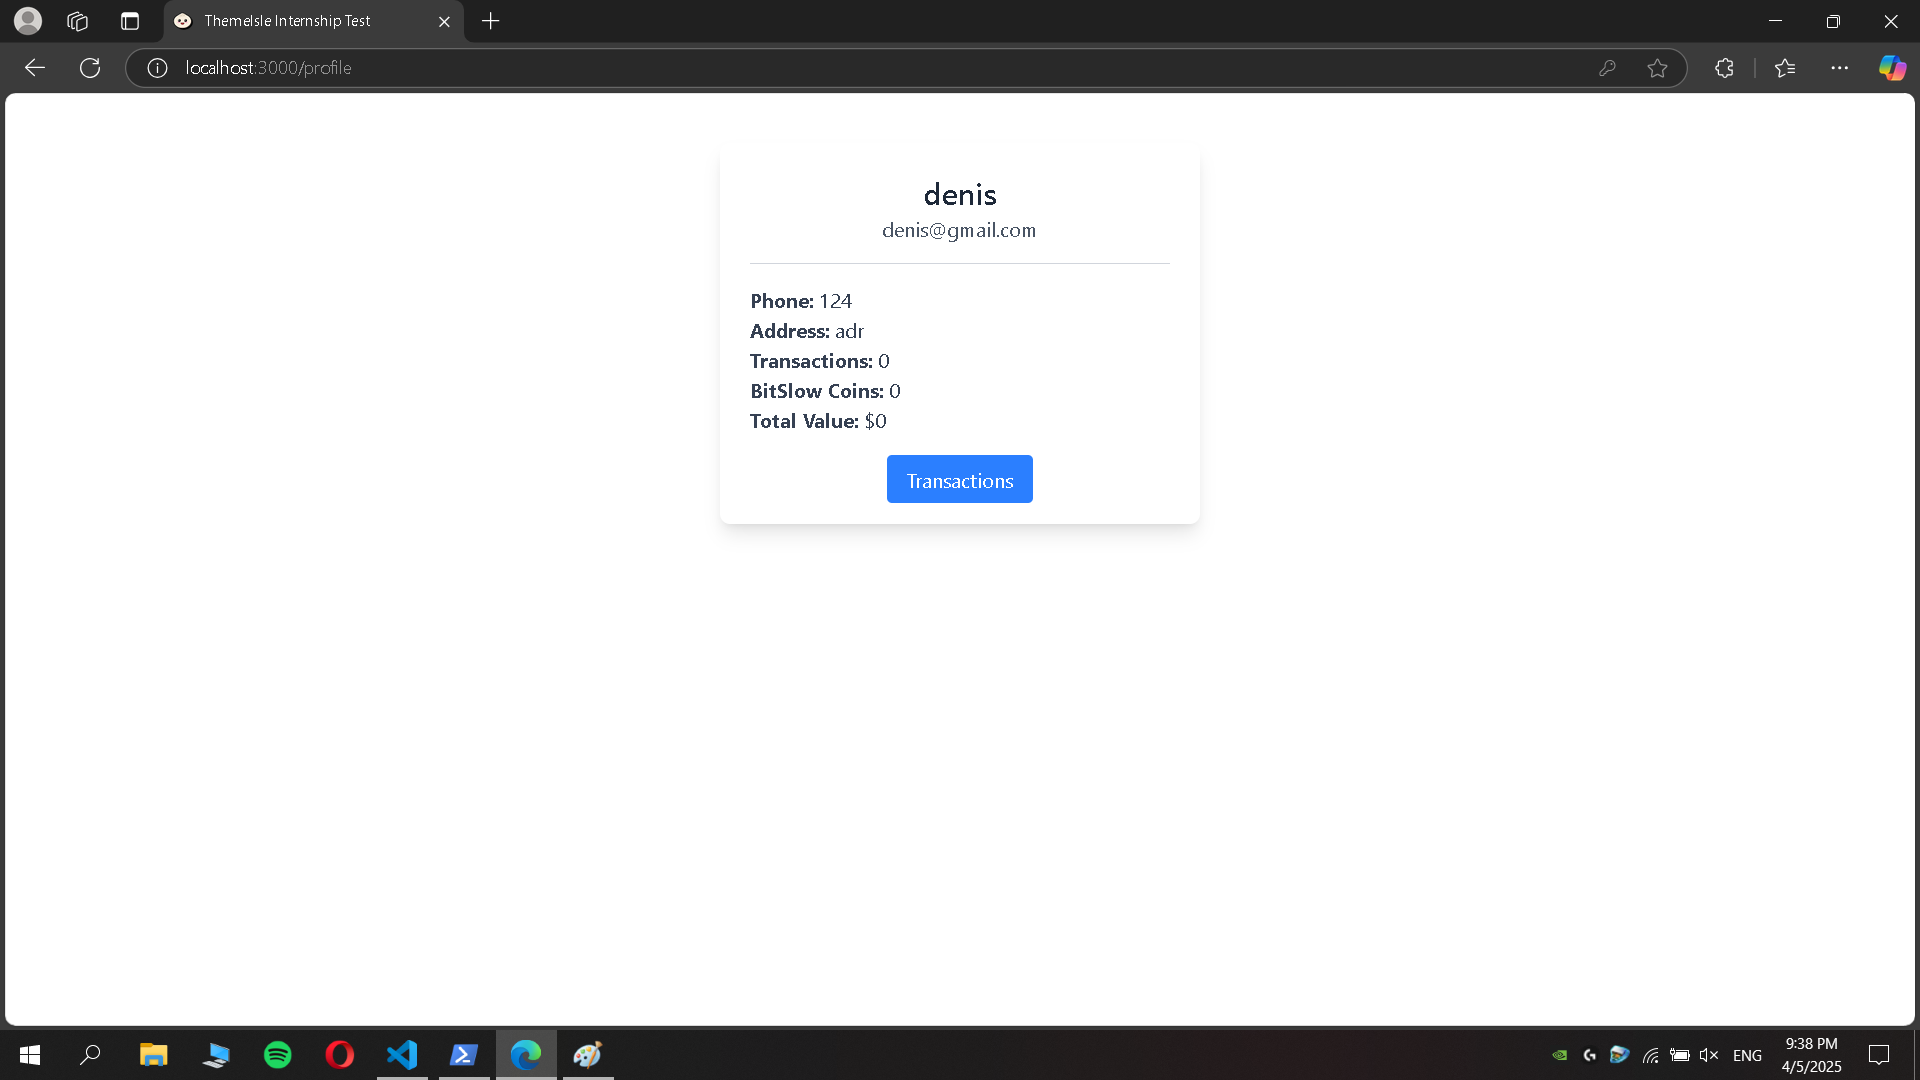 ThemeIsle Internship Test
localhost:3000/profile
denis
denis@gmail.com
Phone: 124
Address: adr
Transactions: 0
BitSlow Coins: 0
Total Value: $0
Transactions
ENG
9:38 PM
4/5/2025